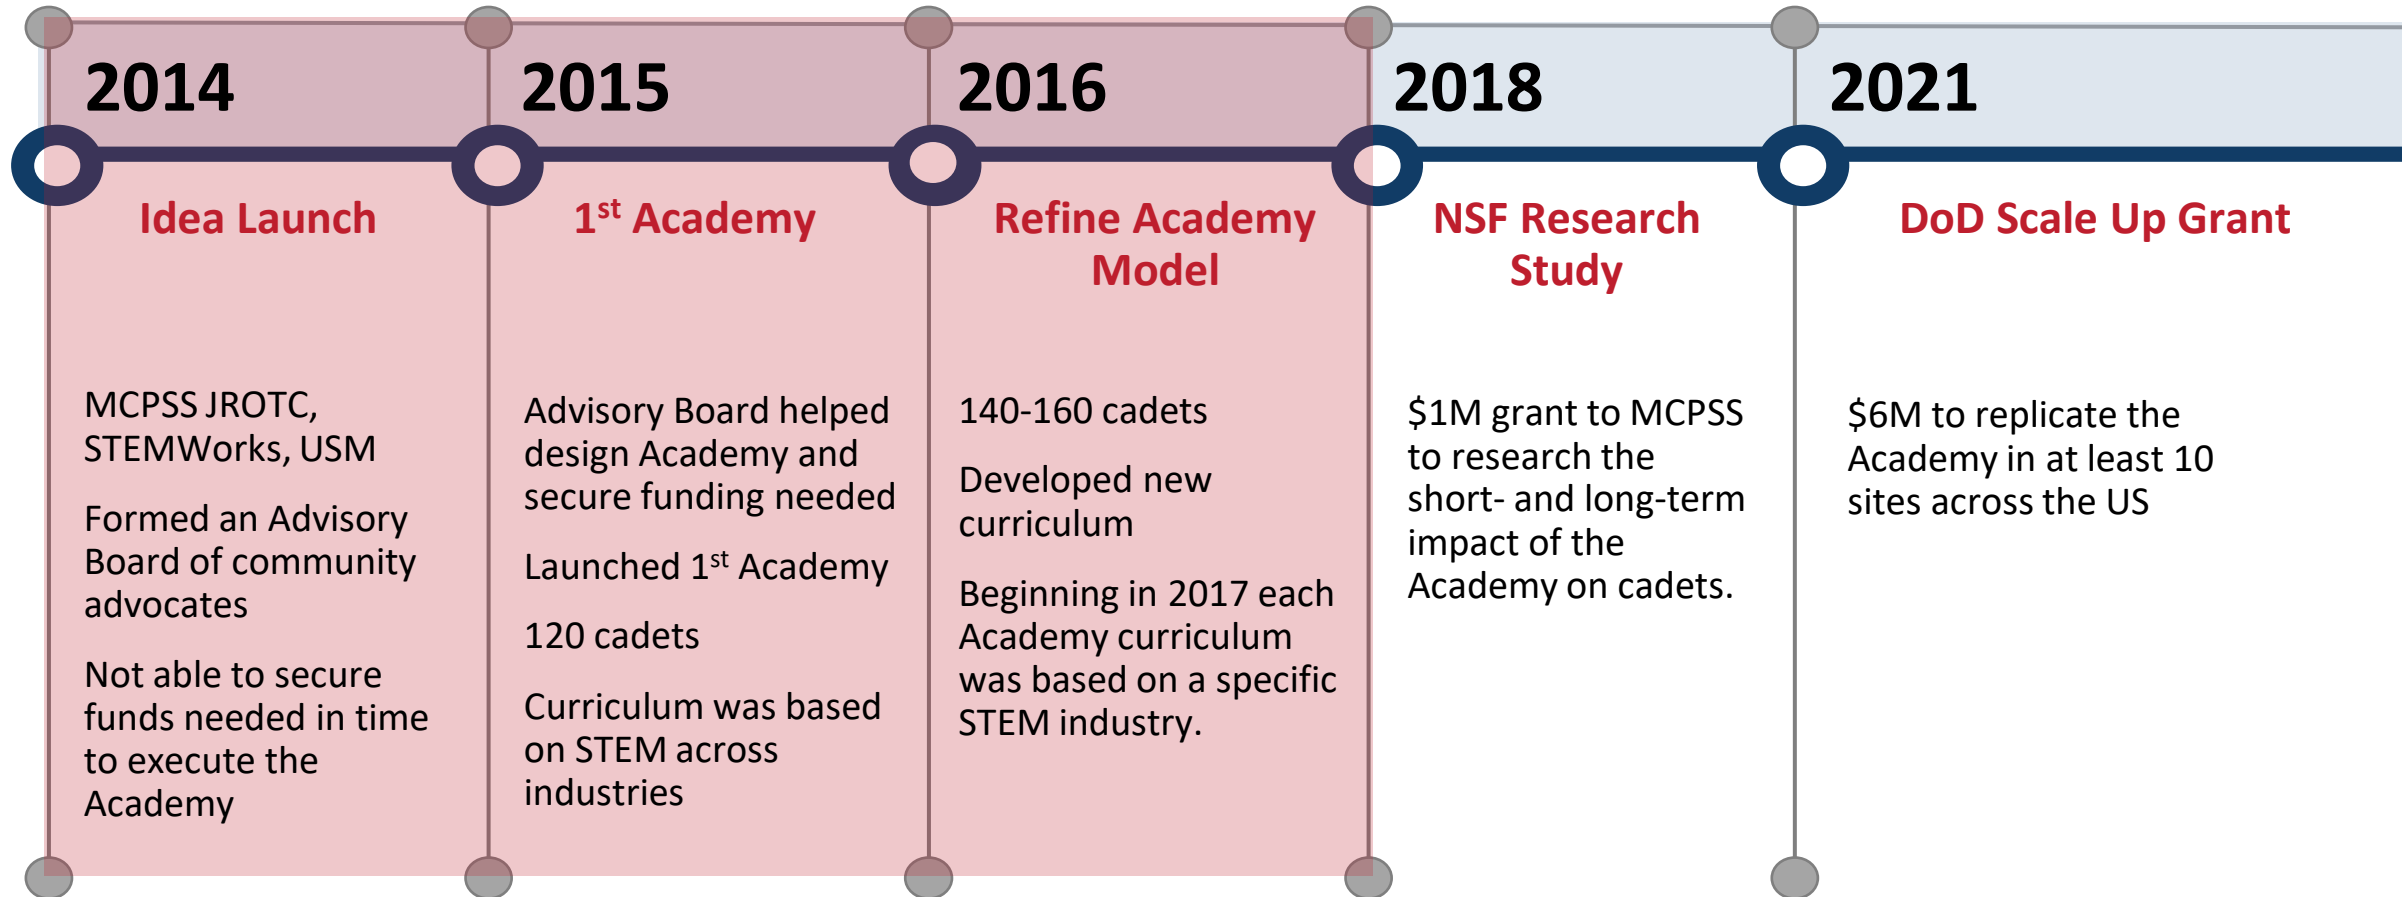 2014
Idea Launch
MCPSS JROTC,
STEMWorks, USM
Formed an Advisory
Board of community
advocates
Not able to secure
funds needed in time
to execute the
Academy
2015
1st Academy
Advisory Board helped
design Academy and
secure funding needed
Launched 1st Academy
120 cadets
Curriculum was based
on STEM across
industries
2016
Refine Academy
Model
140-160 cadets
Developed new
curriculum
Beginning in 2017 each
Academy curriculum
was based on a specific
STEM industry.
2018
NSF Research
Study
$1M grant to MCPSS
to research the
short- and long-term
impact of the
Academy on cadets.
2021
DoD Scale Up Grant
$6M to replicate the
Academy in at least 10
sites across the US